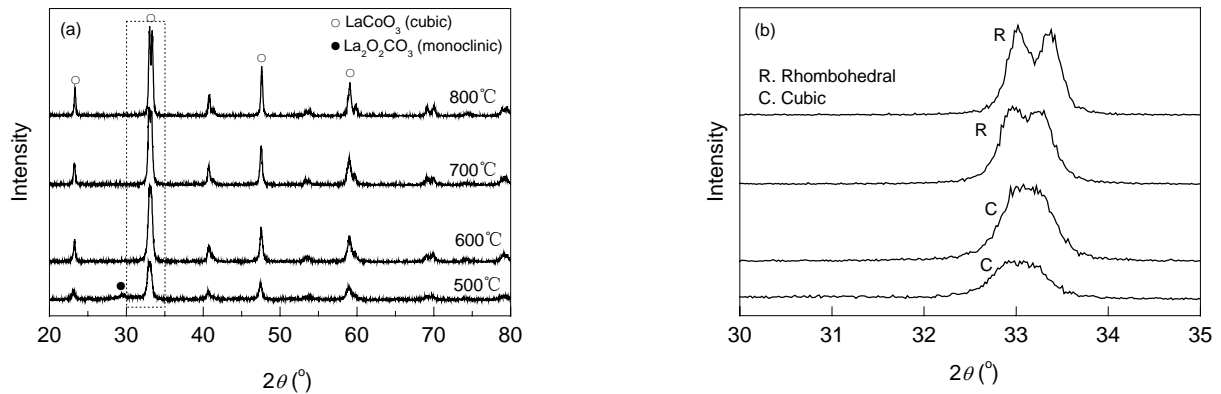 (a)
○ LaCoO3 (cubic)
● La2O2CO3 (monoclinic)
800℃
700℃
600℃
500℃
Intensity
20 30 40 50 60 70 80
2θ (o)
(b)
R
R. Rhombohedral
C. Cubic
R
C
C
Intensity
30 31 32 33 34 35
2θ (o)